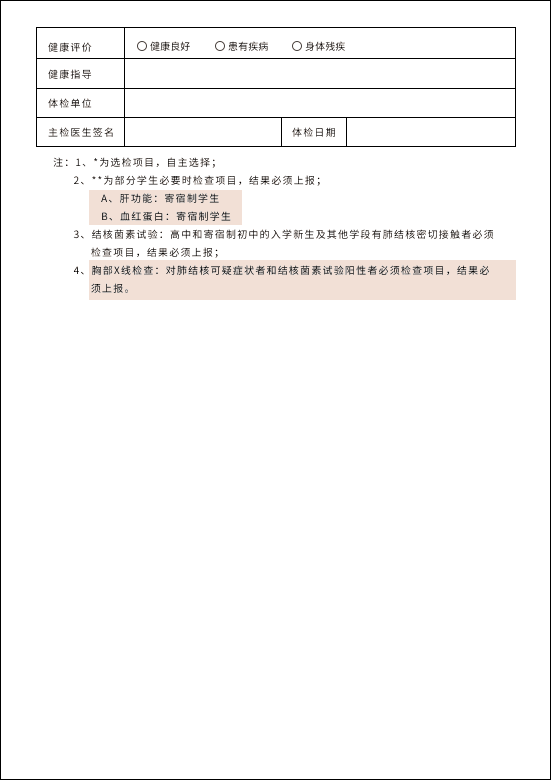 健康评价 ○ 健康良好 ○ 患有疾病 ○ 身体残疾
健康指导
体检单位
主检医生签名 体检日期
注：1、*为选检项目，自主选择；
2、**为部分学生必要时检查项目，结果必须上报；
A、肝功能：寄宿制学生
B、血红蛋白：寄宿制学生
3、结核菌素试验：高中和寄宿制初中的入学新生及其他学段有肺结核密切接触者必须
检查项目，结果必须上报；
4、胸部X线检查：对肺结核可疑症状者和结核菌素试验阳性者必须检查项目，结果必
须上报。